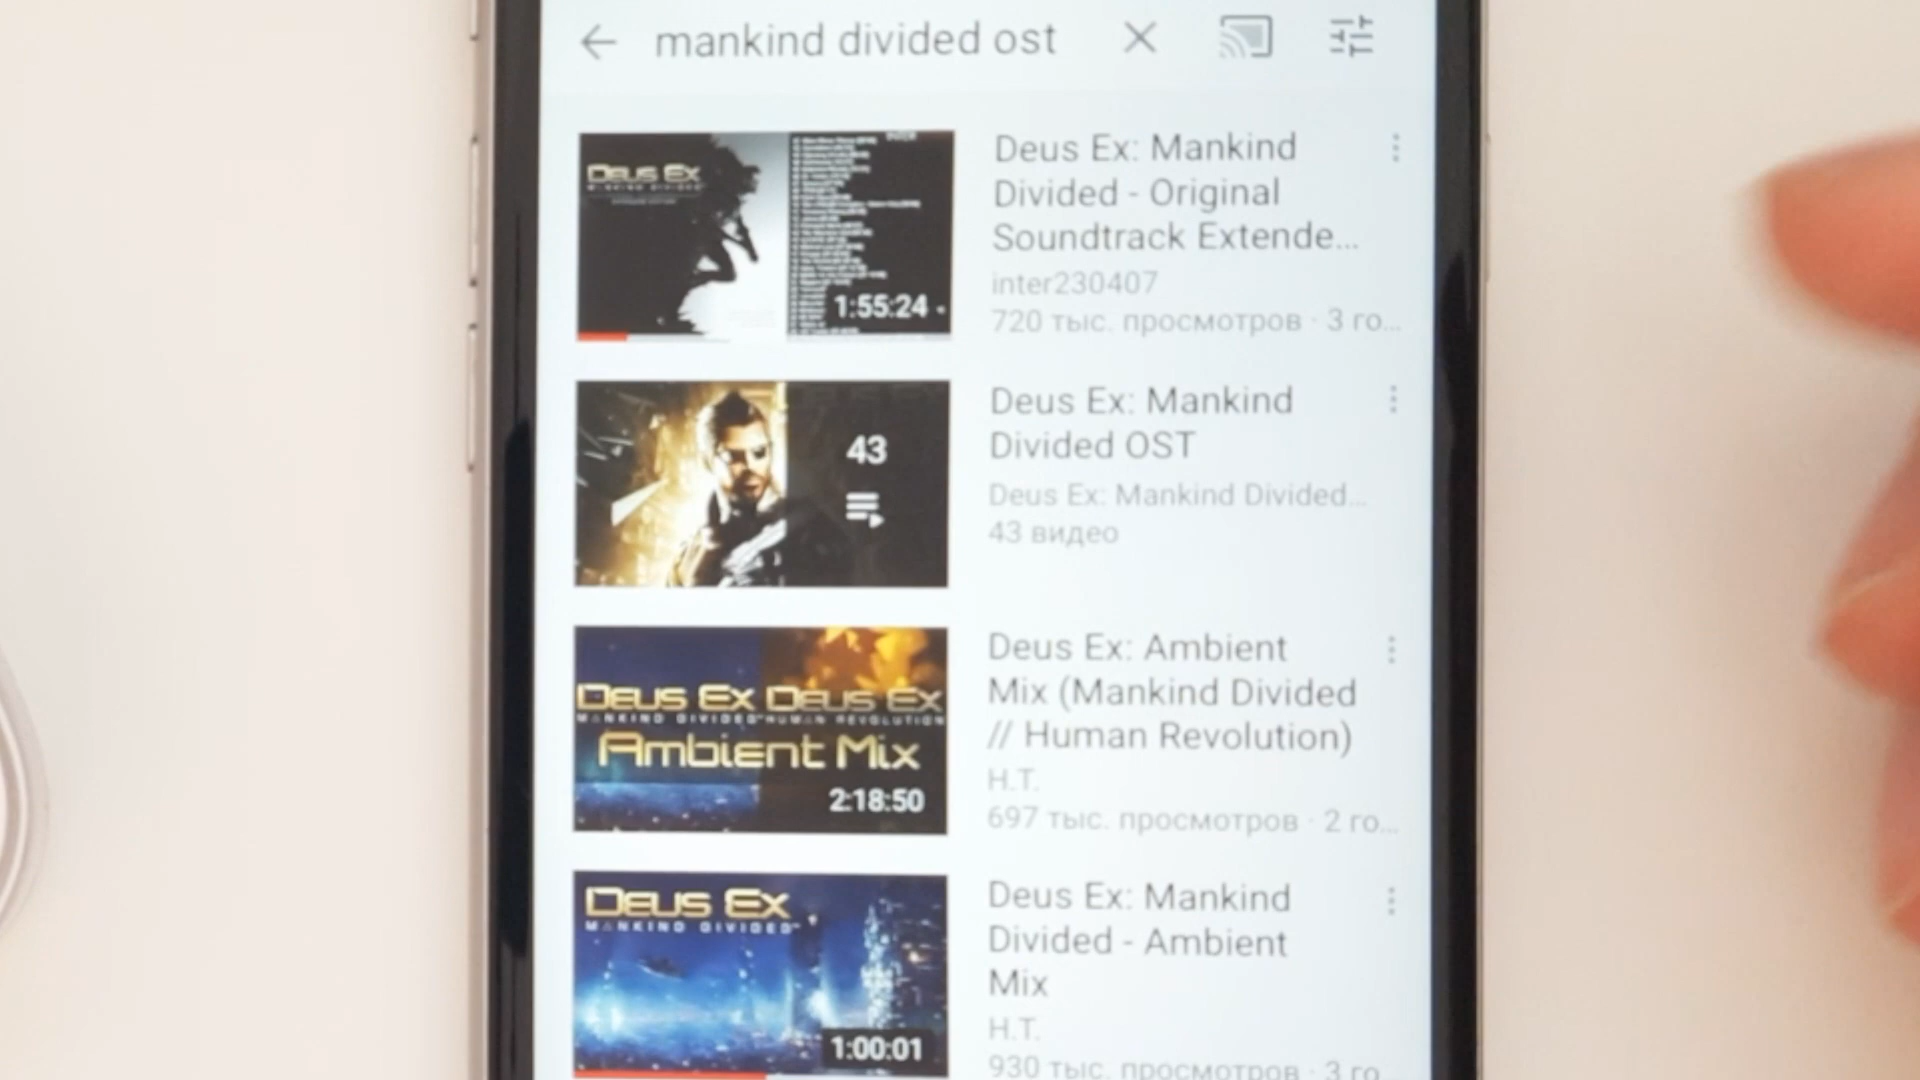 mankind divided ost
DEUS EX
MANKIND DIVIDED
1:55:24
Deus Ex: Mankind
Divided - Original
Soundtrack Extende...
inter230407
720 тыс. просмотров · 3 го...
43
Deus Ex: Mankind
Divided OST
Deus Ex: Mankind Divided...
43 видео
DEUS EX DEUS EX
MANKIND DIVIDED™ HUMAN REVOLUTION
Ambient Mix
2:18:50
Deus Ex: Ambient
Mix (Mankind Divided
// Human Revolution)
H.T.
697 тыс. просмотров · 2 го...
DEUS EX
MANKIND DIVIDED™
1:00:01
Deus Ex: Mankind
Divided - Ambient
Mix
H.T.
930 тыс. просмотров · 3 го...